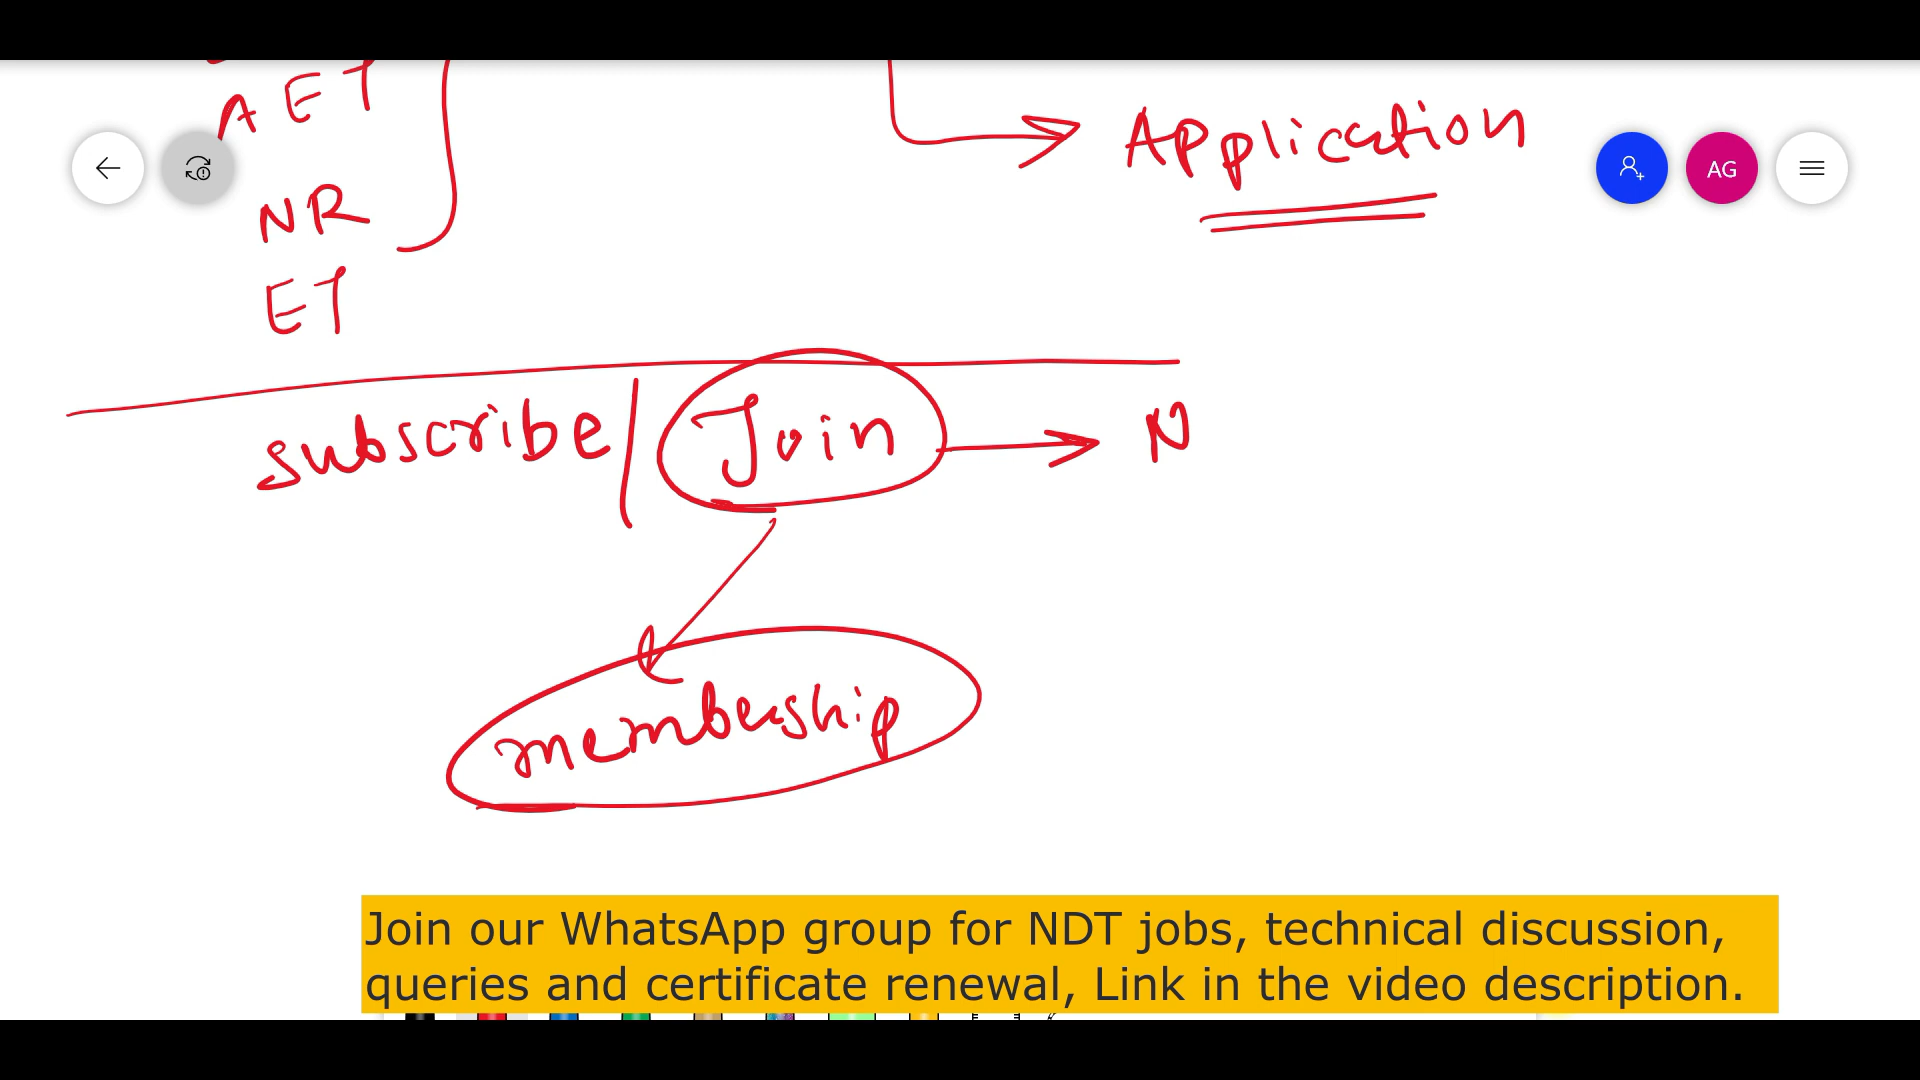 AET
Application
AG
NR
ET
subscribe/ Join → N
membership
Join our WhatsApp group for NDT jobs, technical discussion,
queries and certificate renewal, Link in the video description.